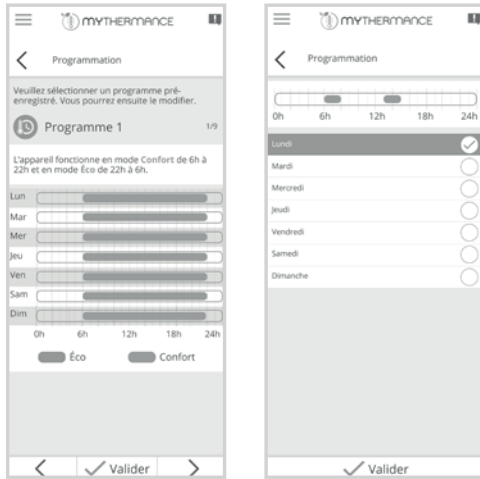 MYTHERMANCE
Programmation
Veuillez sélectionner un programme pré-
enregistré. Vous pourrez ensuite le modifier.
Programme 1
1/9
L'appareil fonctionne en mode Confort de 6h à
22h et en mode Éco de 22h à 6h.
Lun
Mar
Mer
Jeu
Ven
Sam
Dim
0h 6h 12h 18h 24h
Éco Confort
Valider
MYTHERMANCE
Programmation
0h 6h 12h 18h 24h
Lundi
Mardi
Mercredi
Jeudi
Vendredi
Samedi
Dimanche
Valider